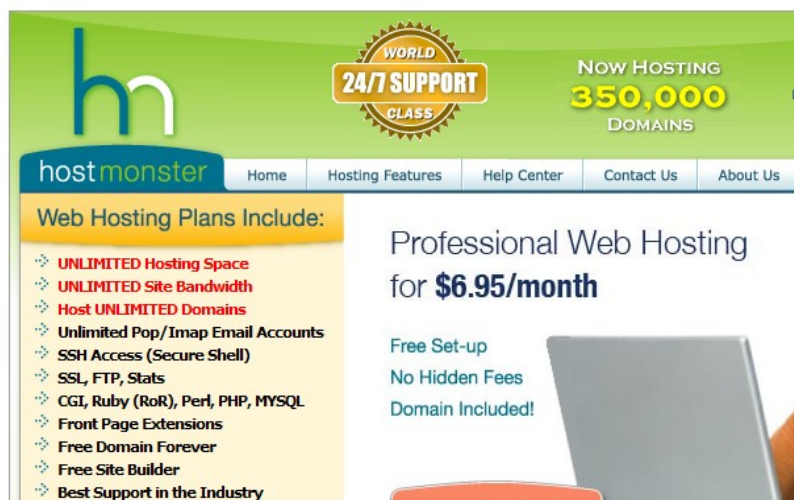 hm
WORLD
24/7 SUPPORT
CLASS
NOW HOSTING
350,000
DOMAINS
hostmonster
Home
Hosting Features
Help Center
Contact Us
About Us
Web Hosting Plans Include:
UNLIMITED Hosting Space
UNLIMITED Site Bandwidth
Host UNLIMITED Domains
Unlimited Pop/Imap Email Accounts
SSH Access (Secure Shell)
SSL, FTP, Stats
CGI, Ruby (RoR), Perl, PHP, MYSQL
Front Page Extensions
Free Domain Forever
Free Site Builder
Best Support in the Industry
Professional Web Hosting
for $6.95/month
Free Set-up
No Hidden Fees
Domain Included!